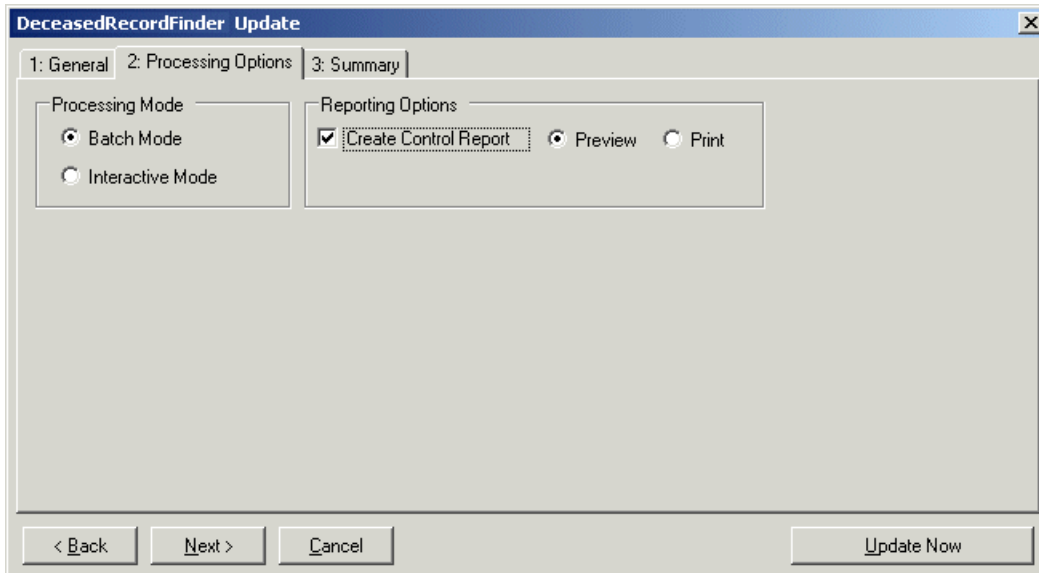 DeceasedRecordFinder Update
1: General 2: Processing Options 3: Summary
Processing Mode
Batch Mode
Interactive Mode
Reporting Options
Create Control Report Preview Print
< Back Next > Cancel Update Now